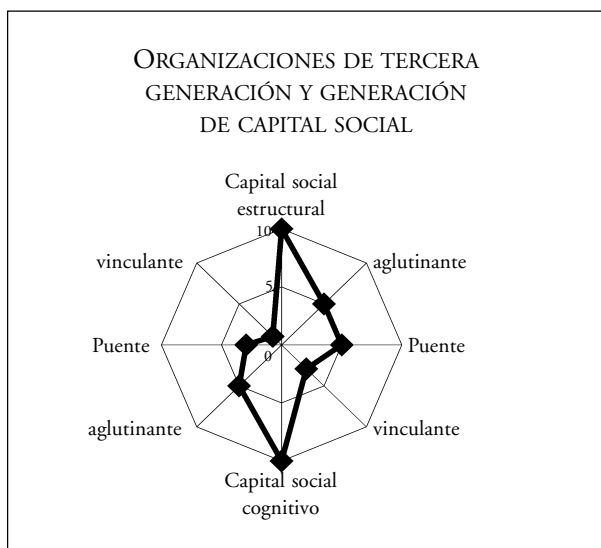 ORGANIZACIONES DE TERCERA
GENERACIÓN Y GENERACIÓN
DE CAPITAL SOCIAL
Capital social
estructural
10
vinculante
aglutinante
5
Puente
0
Puente
aglutinante
vinculante
Capital social
cognitivo